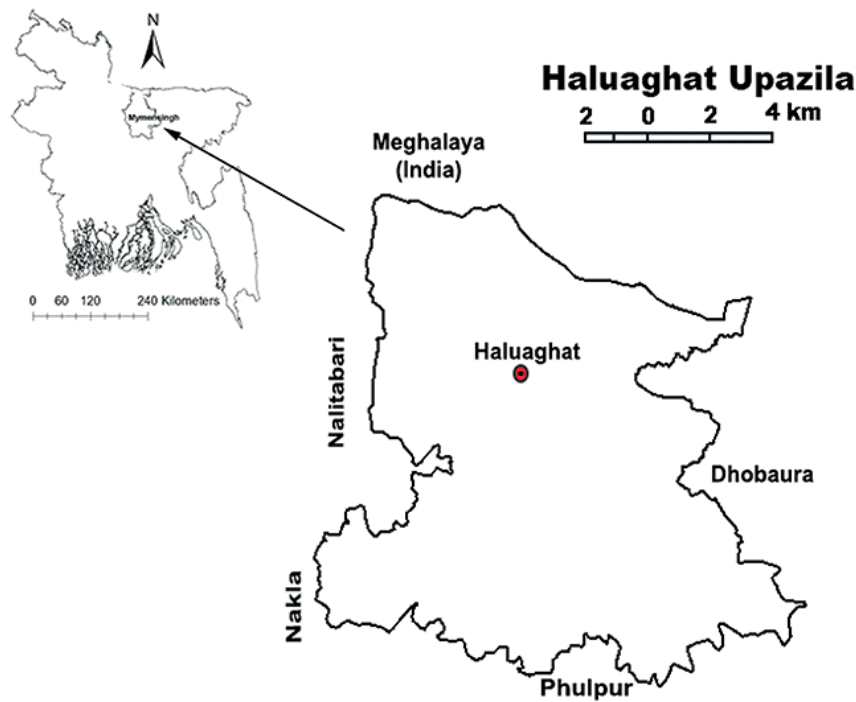 N
Mymensingh
0 60 120 240 Kilometers
Haluaghat Upazila
2 0 2 4 km
Meghalaya
(India)
Haluaghat
Nalitabari
Dhobaura
Nakla
Phulpur